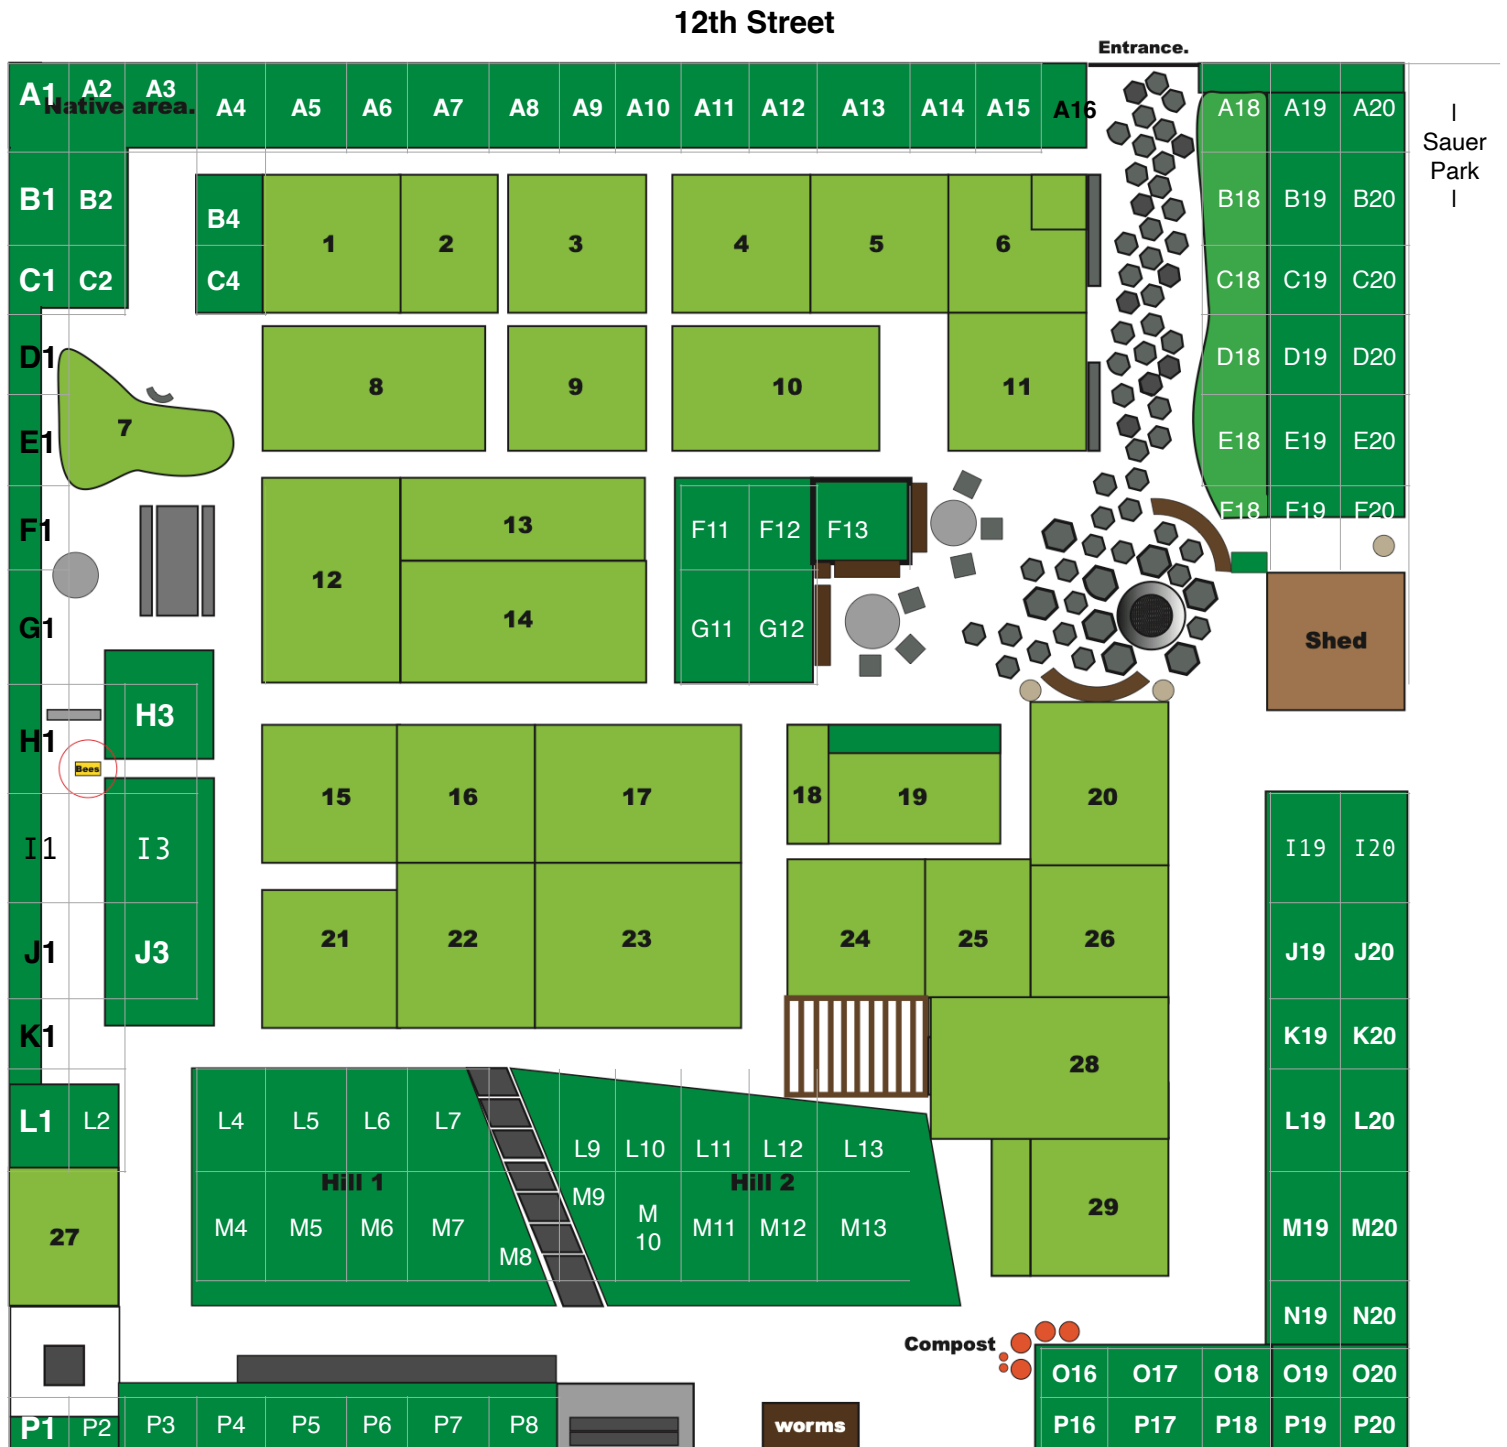 12th Street
Entrance.
A1 A2 A3 A4 A5 A6 A7 A8 A9 A10 A11 A12 A13 A14 A15 A16 A18 A19 A20
Native area.
I
Sauer
Park
I
B1 B2 B4 B18 B19 B20
1 2 3 4 5 6
C1 C2 C4 C18 C19 C20
D1 D18 D19 D20
8 9 10 11
7
E1 E18 E19 E20
F18 F19 F20
F1 13 F11 F12 F13
12
14
G1 G11 G12 Shed
H3
H1
Bees
15 16 17 18 19 20
I1 I3 I19 I20
21 22 23 24 25 26
J1 J3 J19 J20
K1 K19 K20
28
L1 L2 L4 L5 L6 L7 L19 L20
L9 L10 L11 L12 L13
Hill 1 Hill 2
M9
29
M
M4 M5 M6 M7 M11 M12 M13 M19 M20
10
27
M8
N19 N20
Compost
O16 O17 O18 O19 O20
P1 P2 P3 P4 P5 P6 P7 P8 worms P16 P17 P18 P19 P20